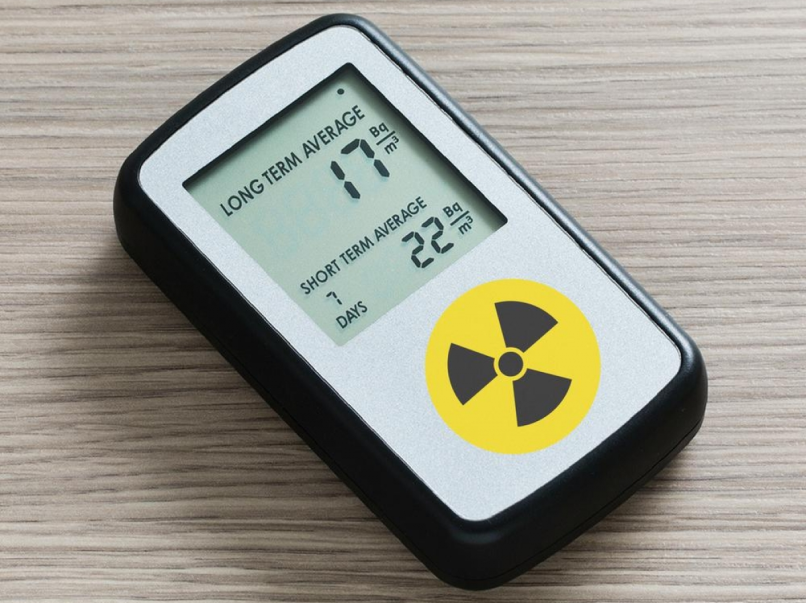 LONG TERM AVERAGE
17 Bq/m³
SHORT TERM AVERAGE
22 Bq/m³
7
DAYS